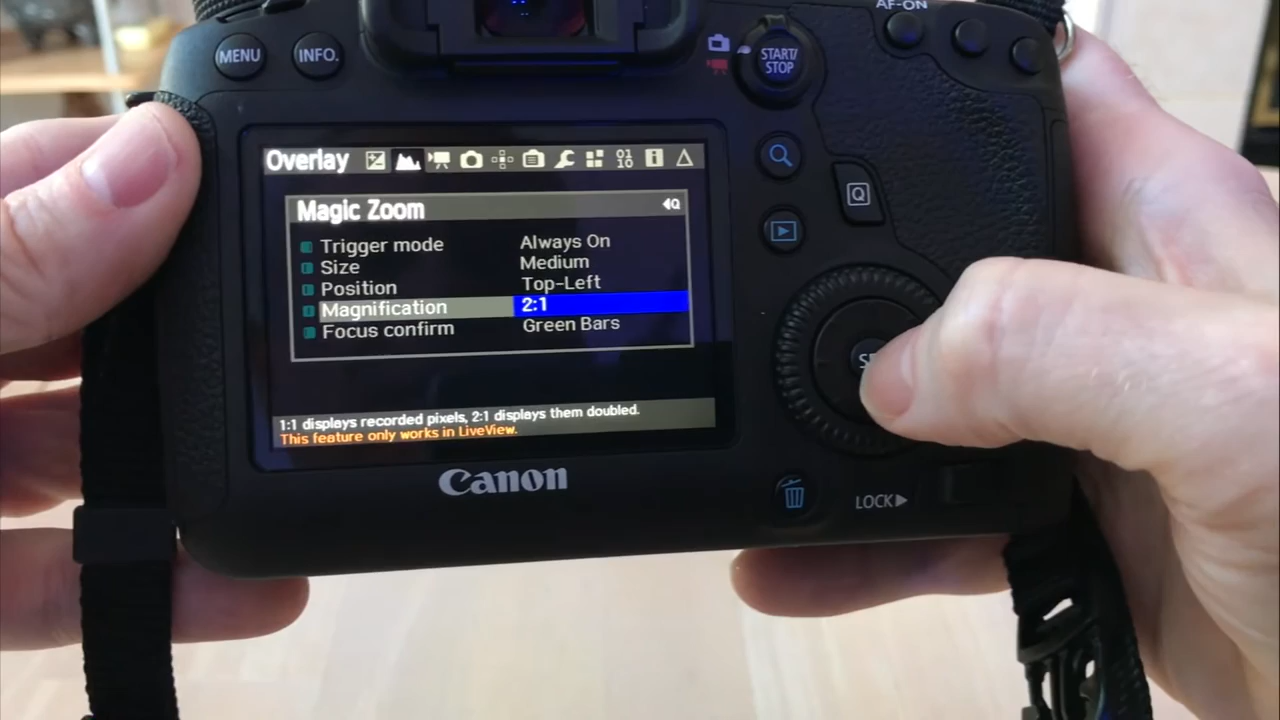 AF-ON
MENU
INFO.
START/
STOP
Overlay
01
10
Magic Zoom
Q
Q
Trigger mode Always On
Size Medium
Position Top-Left
Magnification 2:1
Focus confirm Green Bars
1:1 displays recorded pixels, 2:1 displays them doubled.
This feature only works in LiveView.
Canon
LOCK